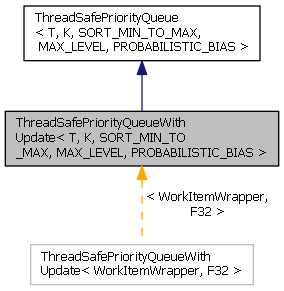 ThreadSafePriorityQueue
< T, K, SORT_MIN_TO_MAX,
MAX_LEVEL, PROBABILISTIC_BIAS >
ThreadSafePriorityQueueWith
Update< T, K, SORT_MIN_TO
_MAX, MAX_LEVEL, PROBABILISTIC_BIAS >
< WorkItemWrapper,
F32 >
ThreadSafePriorityQueueWith
Update< WorkItemWrapper, F32 >